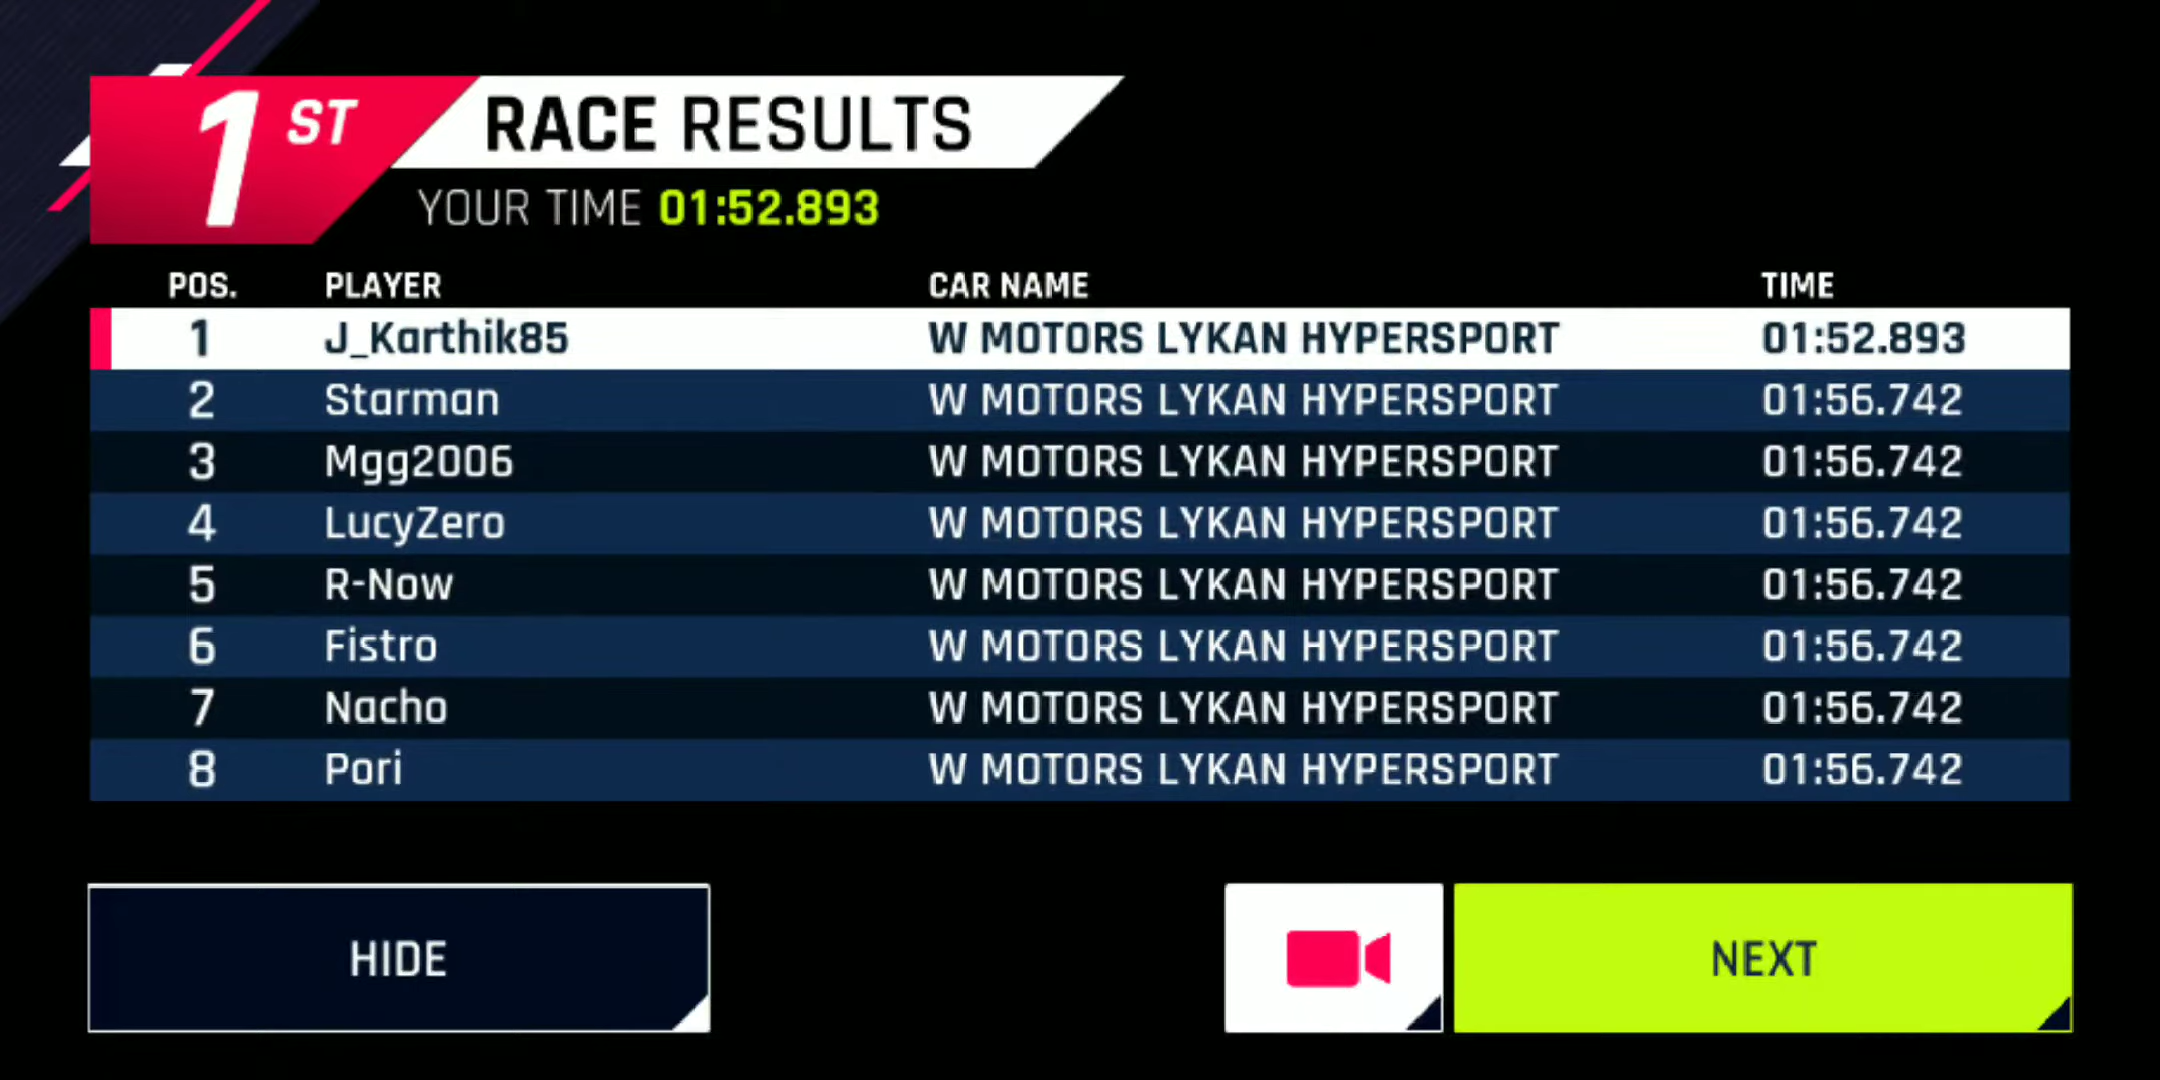 1 ST
RACE RESULTS
YOUR TIME 01:52.893
POS. PLAYER CAR NAME TIME
1 J_Karthik85 W MOTORS LYKAN HYPERSPORT 01:52.893
2 Starman W MOTORS LYKAN HYPERSPORT 01:56.742
3 Mgg2006 W MOTORS LYKAN HYPERSPORT 01:56.742
4 LucyZero W MOTORS LYKAN HYPERSPORT 01:56.742
5 R-Now W MOTORS LYKAN HYPERSPORT 01:56.742
6 Fistro W MOTORS LYKAN HYPERSPORT 01:56.742
7 Nacho W MOTORS LYKAN HYPERSPORT 01:56.742
8 Pori W MOTORS LYKAN HYPERSPORT 01:56.742
HIDE NEXT